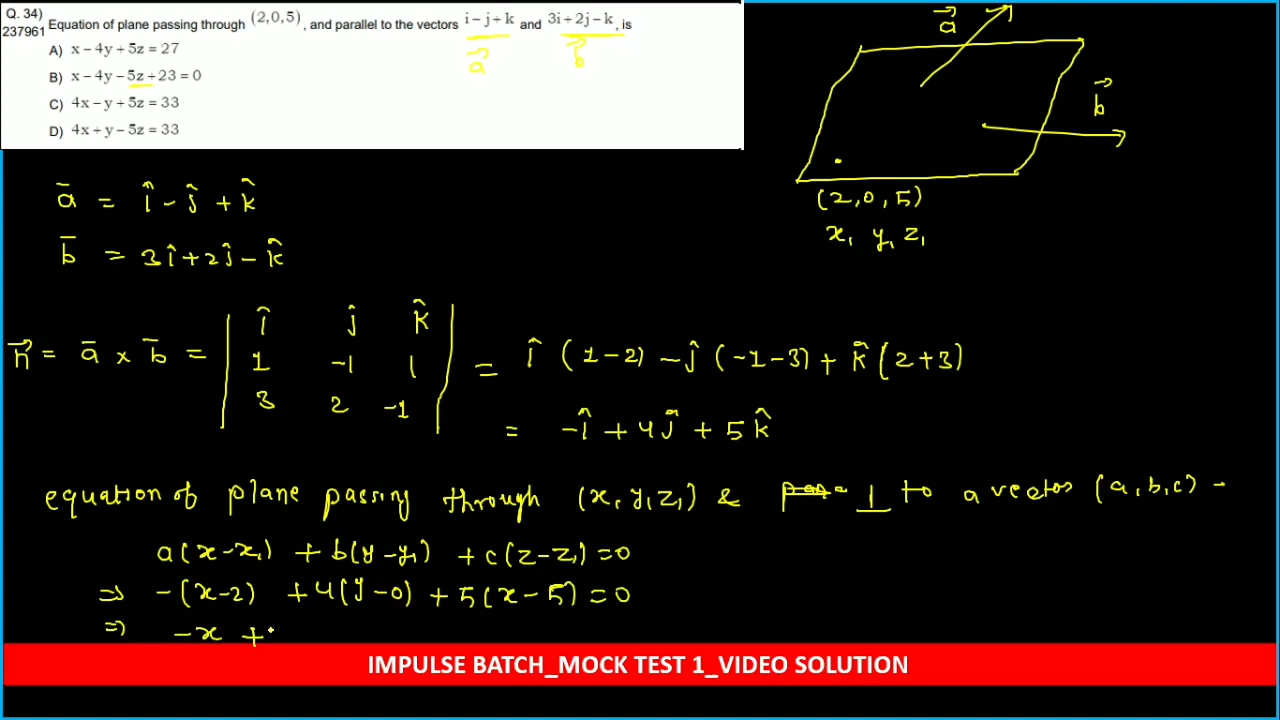 Q. 34)
237961
Equation of plane passing through (2,0,5), and parallel to the vectors i−j+k and 3i+2j−k, is
A) x−4y+5z=27
B) x−4y−5z+23=0
C) 4x−y+5z=33
D) 4x+y−5z=33
a⃗
b⃗
a⃗
b⃗
(2,0,5)
x₁ y₁ z₁
a̅ = î−ĵ+k̂
b̅ = 3î+2ĵ−k̂
n⃗ = a̅ × b̅ = | î ĵ k̂ |
1 -1 1
3 2 -1
= î (1−2) −ĵ (−1−3) + k̂ (2+3)
= −î + 4ĵ + 5k̂
equation of plane passing through (x₁ y₁ z₁) & ⊥ to a vector (a,b,c) -
a(x−x₁) + b(y−y₁) + c(z−z₁)=0
⇒ −(x−2) +4(y−0) + 5(x−5)=0
⇒ −x +
IMPULSE BATCH_MOCK TEST 1_VIDEO SOLUTION